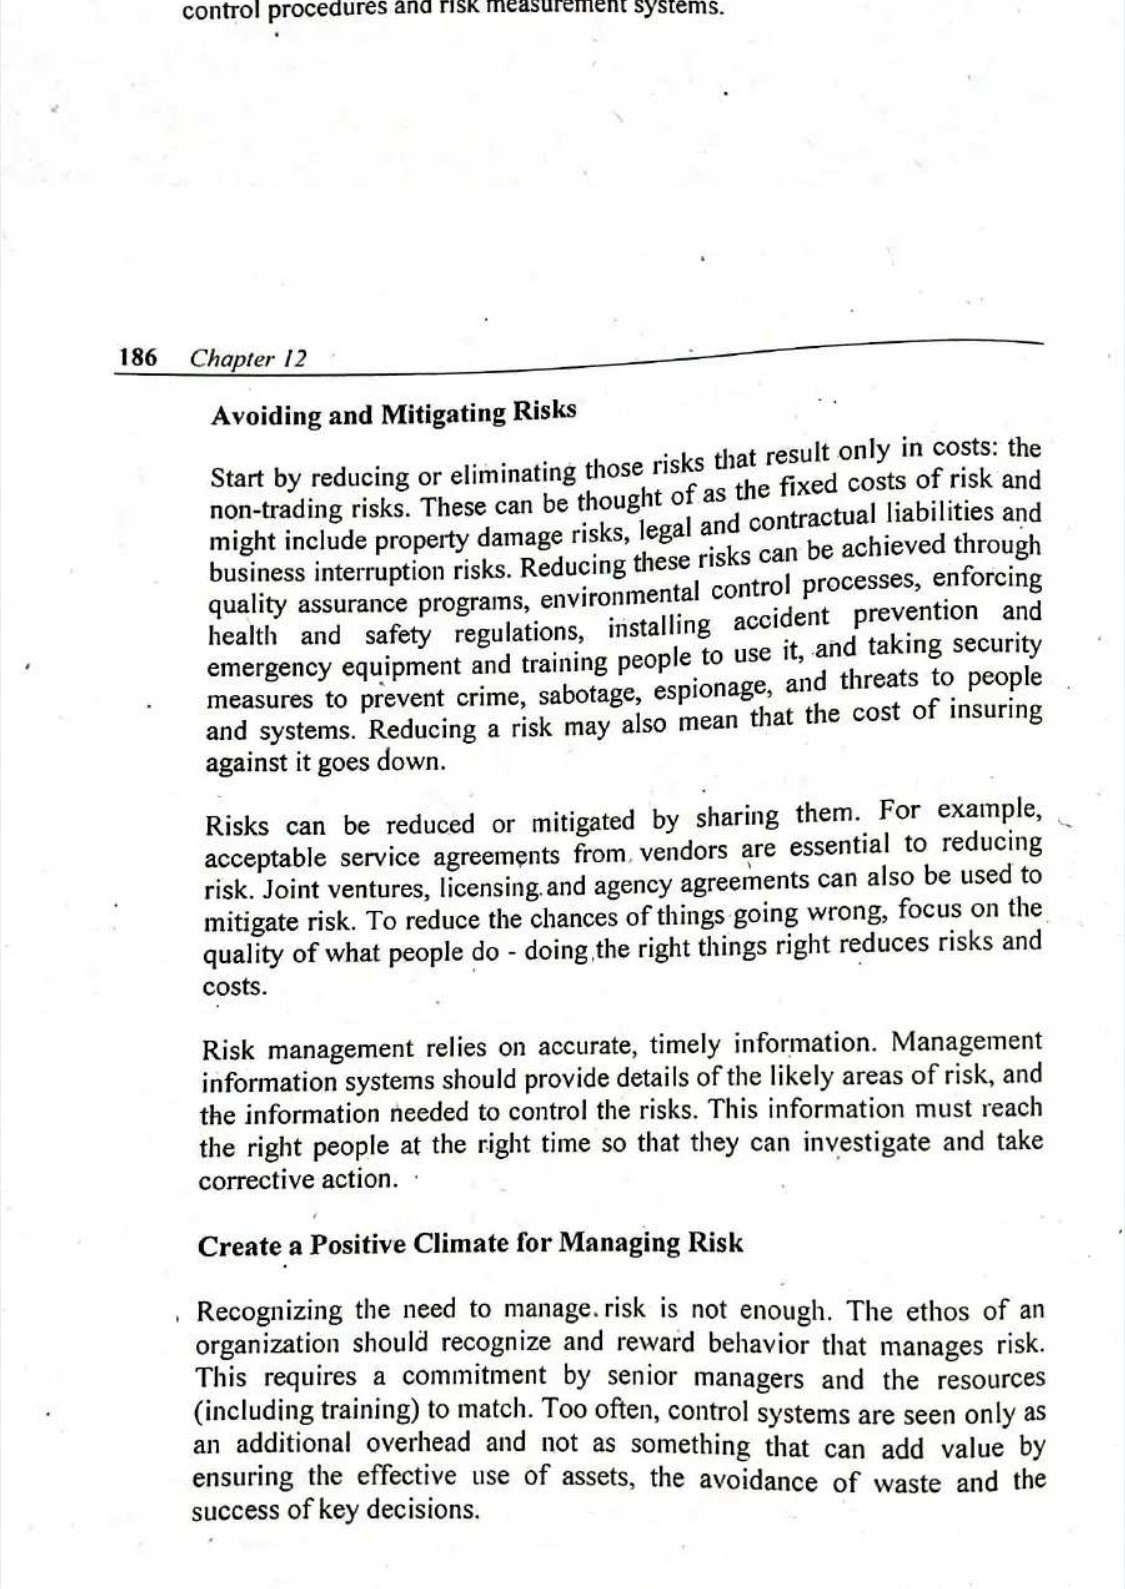 control procedures and risk measurement systems.
186 Chapter 12
Avoiding and Mitigating Risks
Start by reducing or eliminating those risks that result only in costs: the
non-trading risks. These can be thought of as the fixed costs of risk and
might include property damage risks, legal and contractual liabilities and
business interruption risks. Reducing these risks can be achieved through
quality assurance programs, environmental control processes, enforcing
health and safety regulations, installing accident prevention and
emergency equipment and training people to use it, and taking security
measures to prevent crime, sabotage, espionage, and threats to people
and systems. Reducing a risk may also mean that the cost of insuring
against it goes down.
Risks can be reduced or mitigated by sharing them. For example,
acceptable service agreements from vendors are essential to reducing
risk. Joint ventures, licensing and agency agreements can also be used to
mitigate risk. To reduce the chances of things going wrong, focus on the
quality of what people do - doing the right things right reduces risks and
costs.
Risk management relies on accurate, timely information. Management
information systems should provide details of the likely areas of risk, and
the information needed to control the risks. This information must reach
the right people at the right time so that they can investigate and take
corrective action.
Create a Positive Climate for Managing Risk
Recognizing the need to manage risk is not enough. The ethos of an
organization should recognize and reward behavior that manages risk.
This requires a commitment by senior managers and the resources
(including training) to match. Too often, control systems are seen only as
an additional overhead and not as something that can add value by
ensuring the effective use of assets, the avoidance of waste and the
success of key decisions.